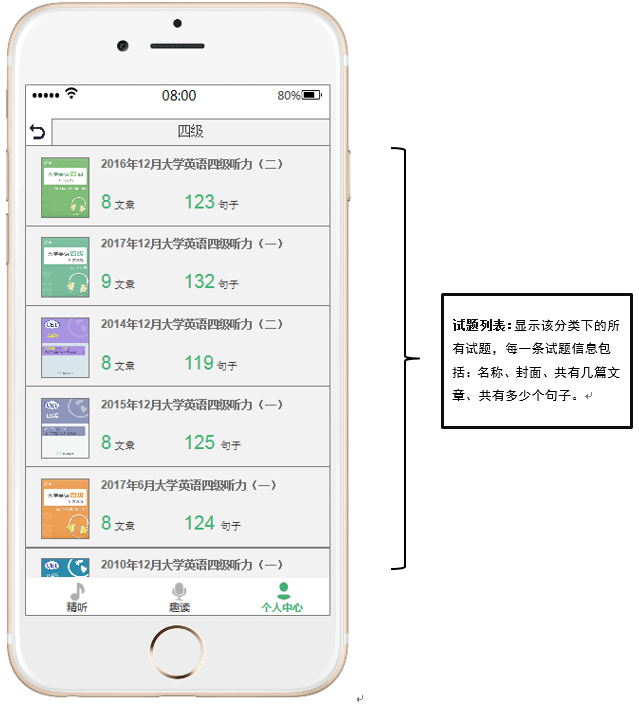 08:00
80%
四级
2016年12月大学英语四级听力（二）
8 文章 123 句子
2017年12月大学英语四级听力（一）
9 文章 132 句子
2014年12月大学英语四级听力（二）
8 文章 119 句子
2015年12月大学英语四级听力（一）
8 文章 125 句子
2017年6月大学英语四级听力（一）
8 文章 124 句子
2010年12月大学英语四级听力（一）
精听 趣读 个人中心
试题列表：显示该分类下的所
有试题，每一条试题信息包
括：名称、封面、共有几篇文
章、共有多少个句子。